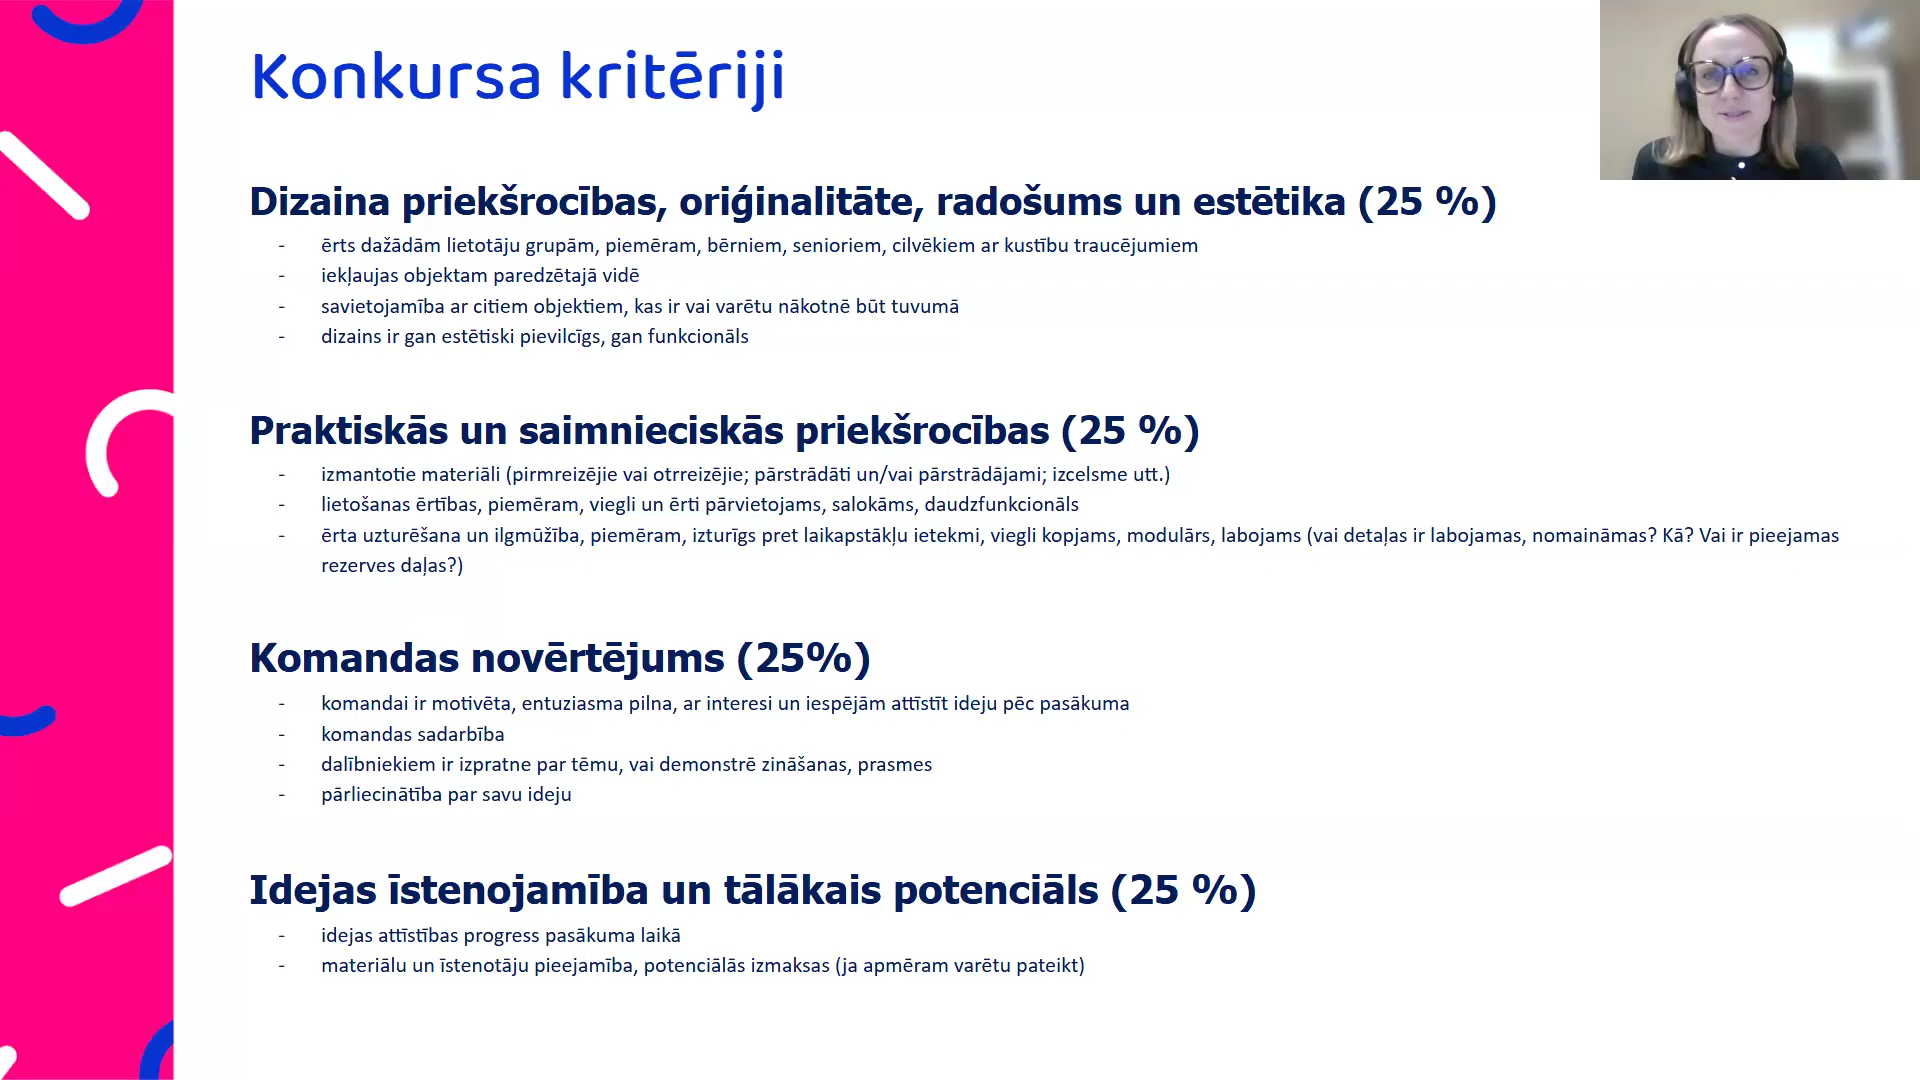 Konkursa kritēriji
Dizaina priekšrocības, oriģinalitāte, radošums un estētika (25 %)
- ērts dažādām lietotāju grupām, piemēram, bērniem, senioriem, cilvēkiem ar kustību traucējumiem
- iekļaujas objektam paredzētajā vidē
- savietojamība ar citiem objektiem, kas ir vai varētu nākotnē būt tuvumā
- dizains ir gan estētiski pievilcīgs, gan funkcionāls
Praktiskās un saimnieciskās priekšrocības (25 %)
- izmantotie materiāli (pirmreizējie vai otrreizējie; pārstrādāti un/vai pārstrādājami; izcelsme utt.)
- lietošanas ērtības, piemēram, viegli un ērti pārvietojams, salokāms, daudzfunkcionāls
- ērta uzturēšana un ilgmūžība, piemēram, izturīgs pret laikapstākļu ietekmi, viegli kopjams, modulārs, labojams (vai detaļas ir labojamas, nomaināmas? Kā? Vai ir pieejamas
rezerves daļas?)
Komandas novērtējums (25%)
- komandai ir motivēta, entuziasma pilna, ar interesi un iespējām attīstīt ideju pēc pasākuma
- komandas sadarbība
- dalībniekiem ir izpratne par tēmu, vai demonstrē zināšanas, prasmes
- pārliecinātība par savu ideju
Idejas īstenojamība un tālākais potenciāls (25 %)
- idejas attīstības progress pasākuma laikā
- materiālu un īstenotāju pieejamība, potenciālās izmaksas (ja apmēram varētu pateikt)